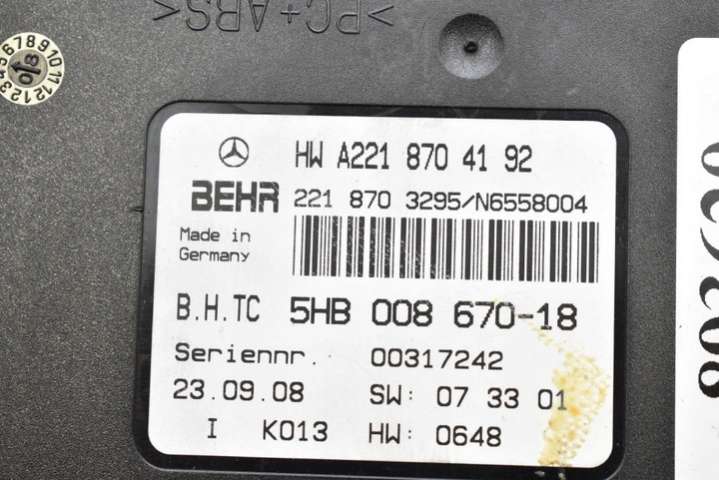 >PC+ABS<
HW A221 870 41 92
BEHR 221 870 3295/N6558004
Made in
Germany
B.H.TC 5HB 008 670-18
Seriennr. 00317242
23.09.08 SW: 07 33 01
I K013 HW: 0648